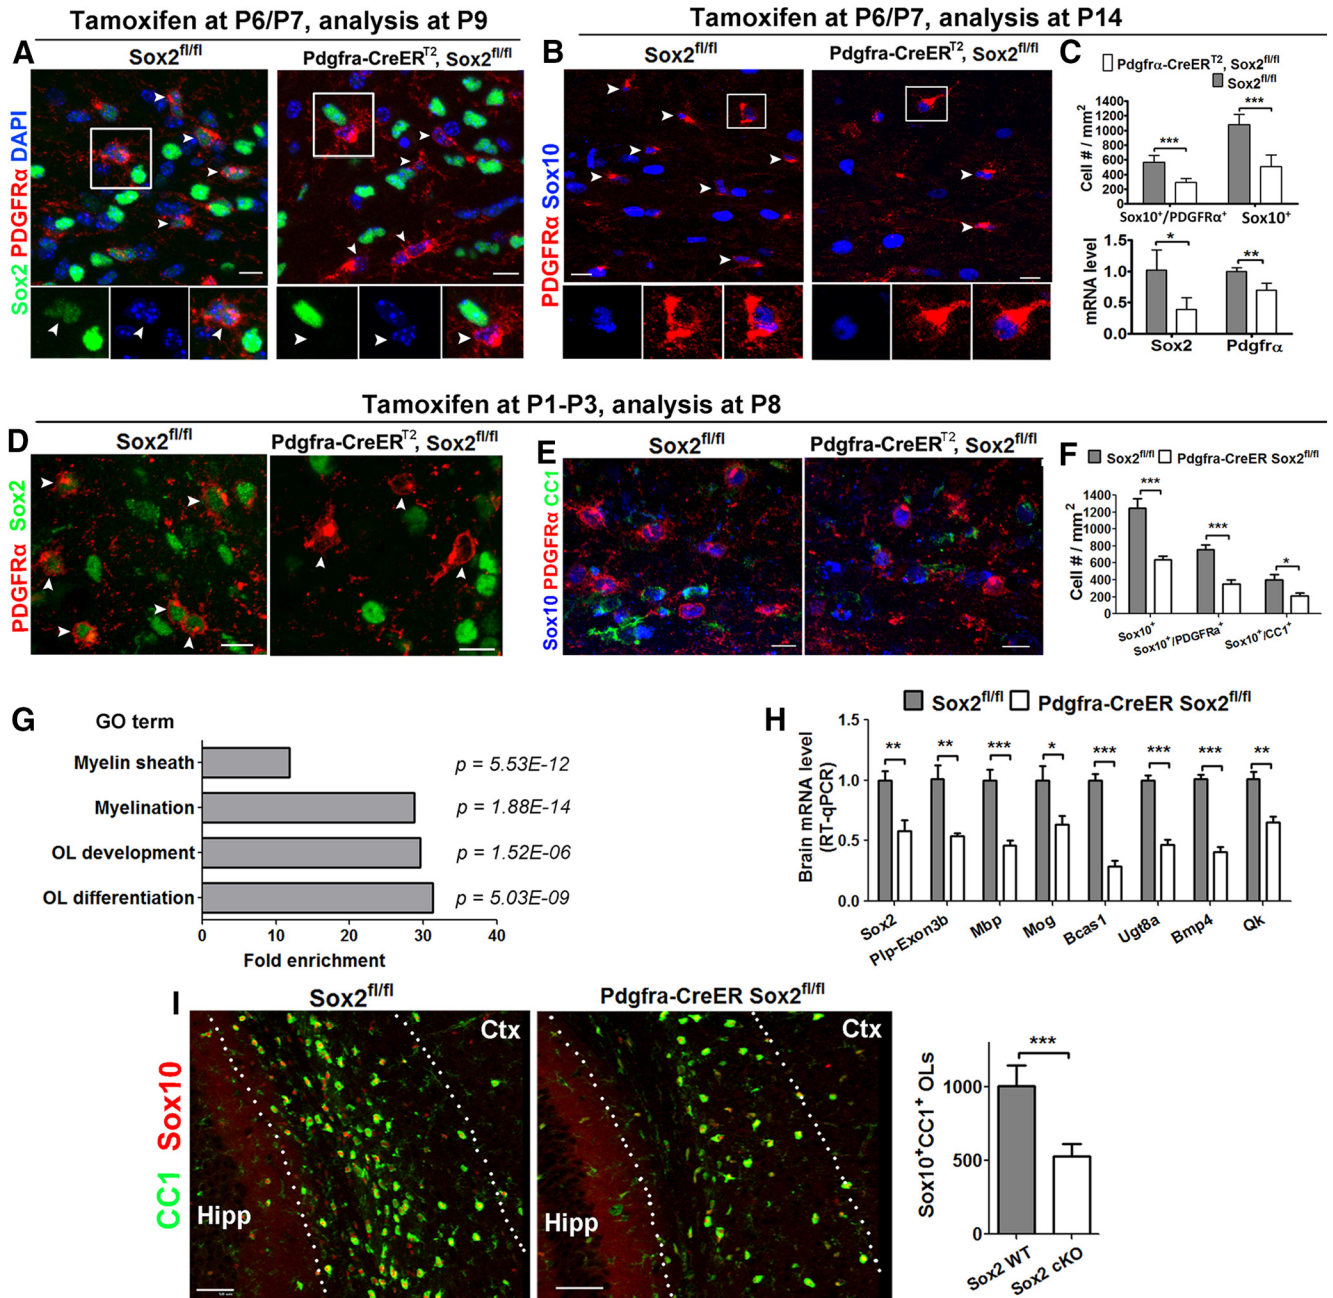 Tamoxifen at P6/P7, analysis at P9
Tamoxifen at P6/P7, analysis at P14
A
Sox2fl/fl
Pdgfra-CreERT2, Sox2fl/fl
Sox2 PDGFRα DAPI
B
Sox2fl/fl
Pdgfra-CreERT2, Sox2fl/fl
PDGFRα Sox10
C
Pdgfrα-CreERT2, Sox2fl/fl
Sox2fl/fl
Cell # / mm2
1400
1200
1000
800
600
400
200
0
***
***
Sox10+/PDGFRα+
Sox10+
mRNA level
1.5
1.0
0.5
0.0
*
**
Sox2
Pdgfrα
Tamoxifen at P1-P3, analysis at P8
D
Sox2fl/fl
Pdgfra-CreERT2, Sox2fl/fl
PDGFRα Sox2
E
Sox2fl/fl
Pdgfra-CreERT2, Sox2fl/fl
Sox10 PDGFRα CC1
F
Sox2fl/fl
Pdgfra-CreER Sox2fl/fl
Cell # / mm2
1400
1200
1000
800
600
400
200
0
***
***
*
Sox10+
Sox10+/PDGFRa+
Sox10+/CC1+
G
GO term
Myelin sheath
p = 5.53E-12
Myelination
p = 1.88E-14
OL development
p = 1.52E-06
OL differentiation
p = 5.03E-09
0
10
20
30
40
Fold enrichment
H
Sox2fl/fl
Pdgfra-CreER Sox2fl/fl
Brain mRNA level
(RT-qPCR)
1.5
1.0
0.5
0.0
**
**
***
*
***
***
***
**
Sox2
Plp-Exon3b
Mbp
Mog
Bcas1
Ugt8a
Bmp4
Qk
I
Sox2fl/fl
Pdgfra-CreER Sox2fl/fl
CC1 Sox10
Ctx
Hipp
Ctx
Hipp
Sox10+CC1+ OLs
1000
500
0
***
Sox2 WT
Sox2 cKO